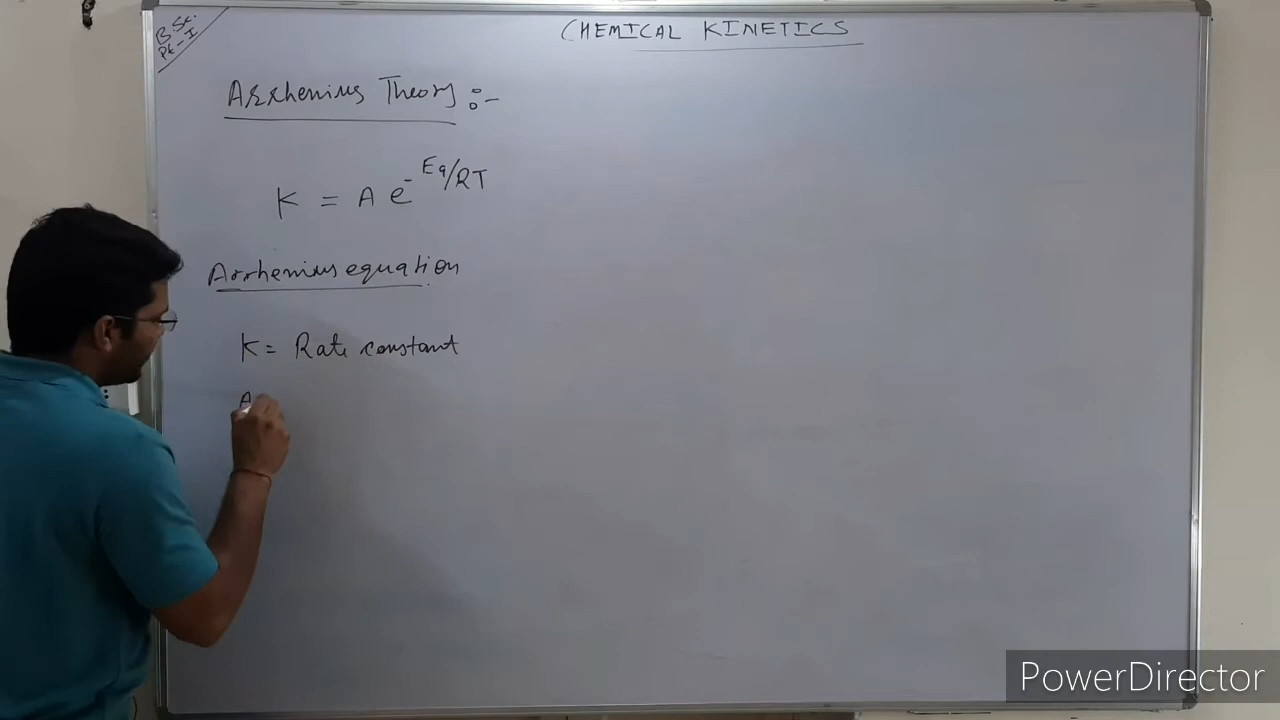 B.Sc.
Pt-I
CHEMICAL KINETICS
Arrhenius Theory :-
K = A e^-Ea/RT
Arrhenius equation
K = Rate constant
A
PowerDirector